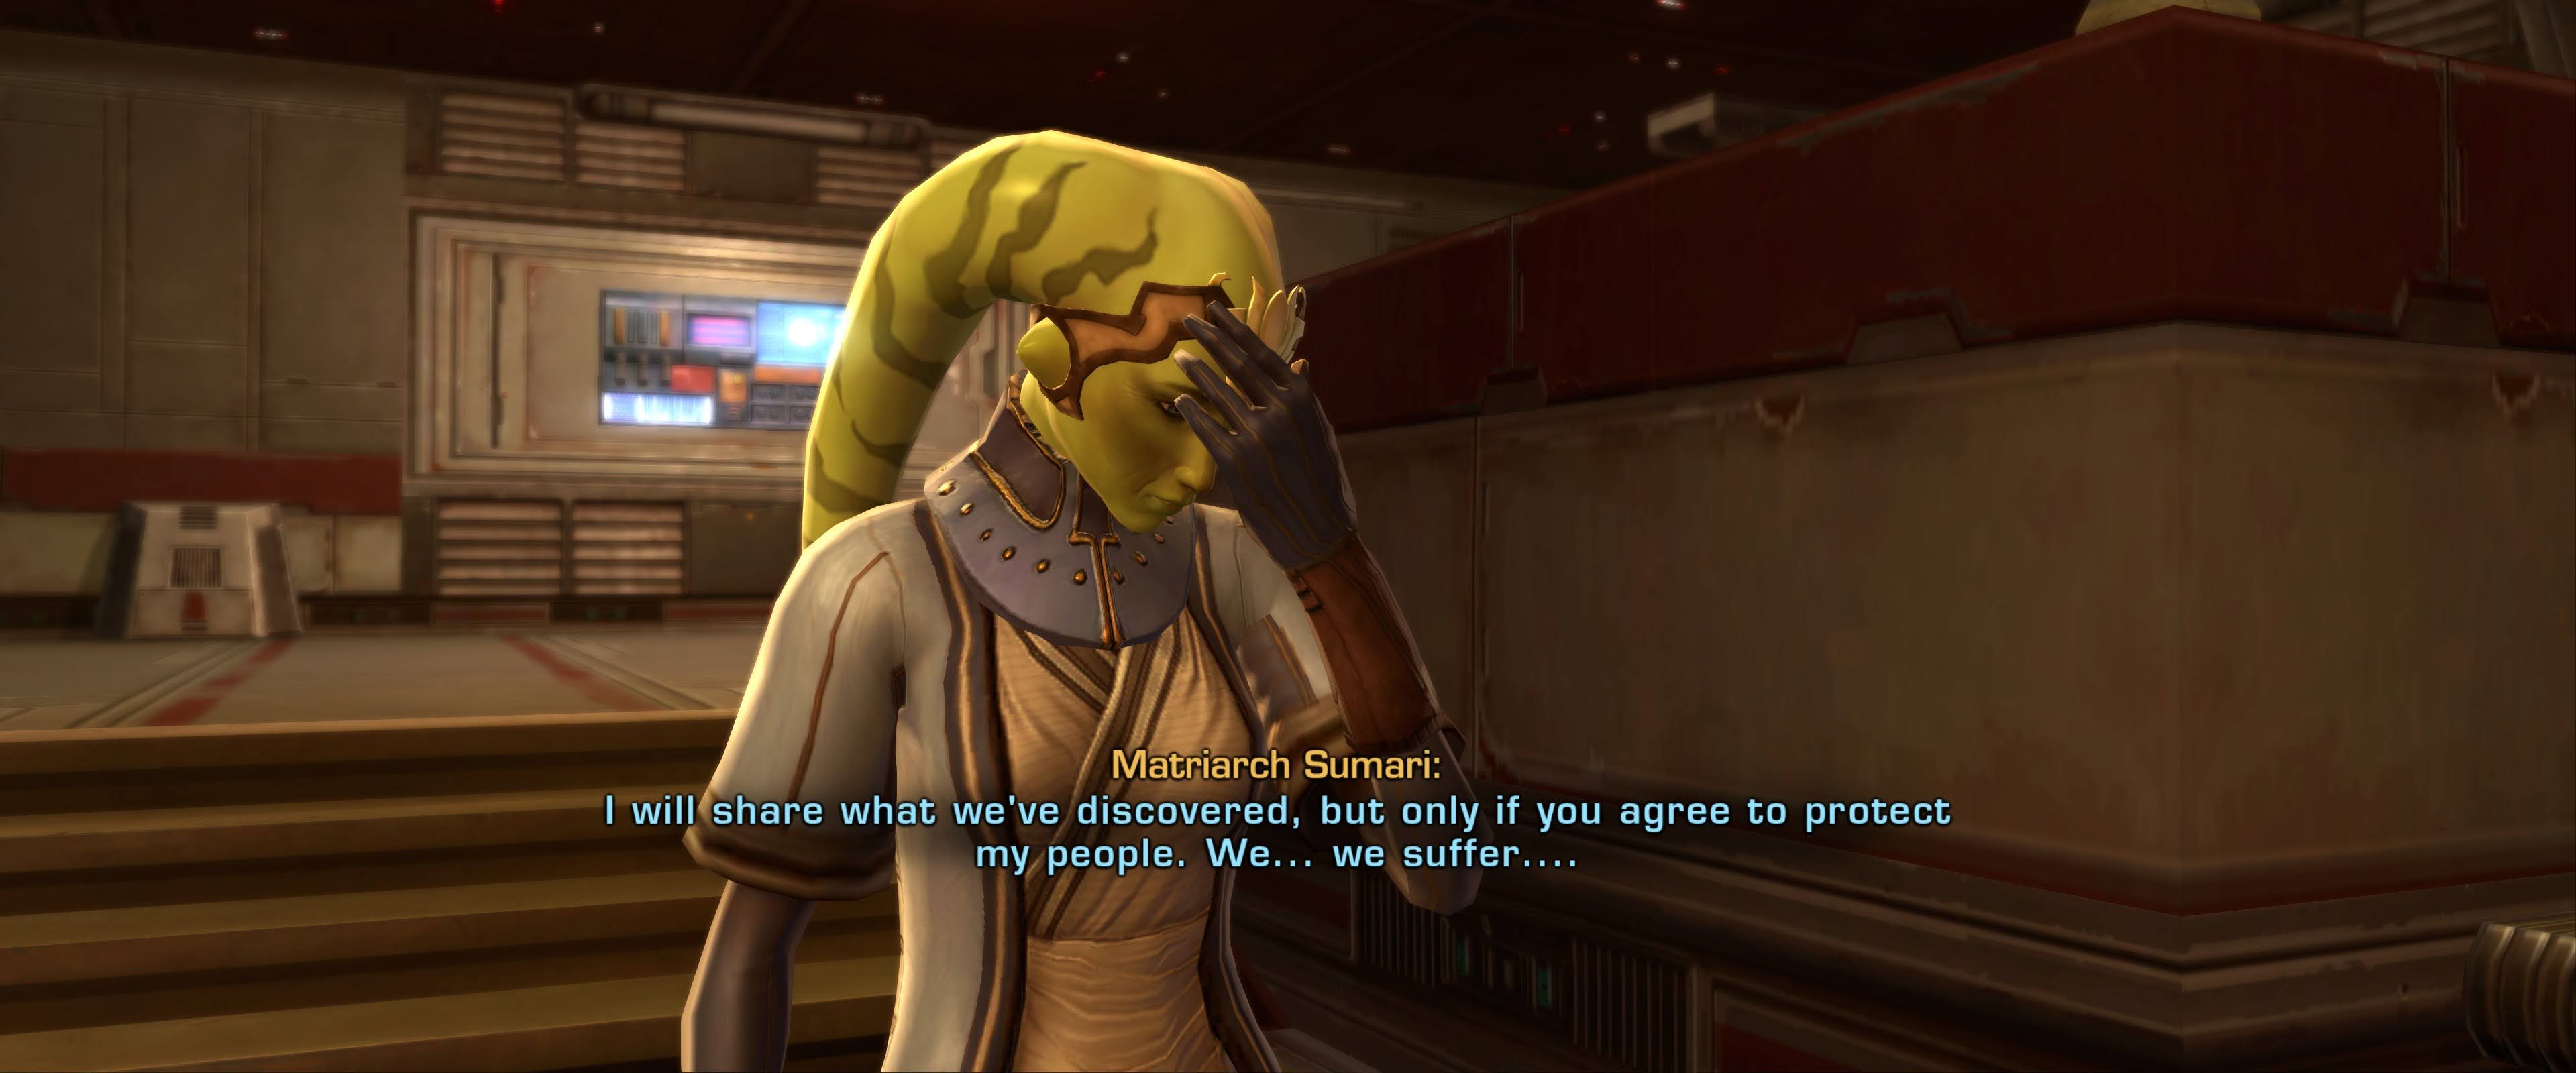 Matriarch Sumari:
I will share what we've discovered, but only if you agree to protect
my people. We... we suffer....